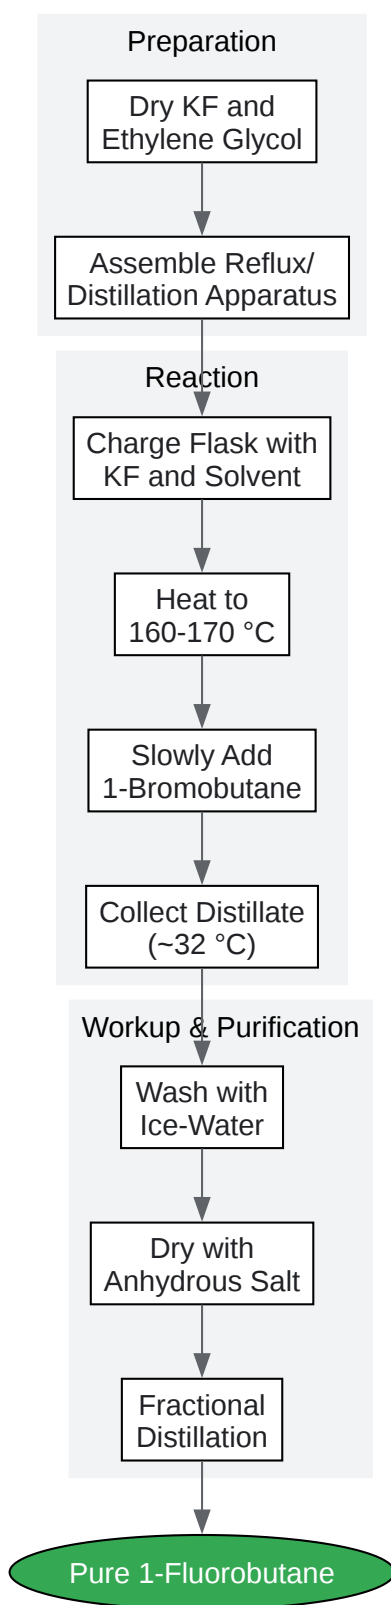 Preparation
Dry KF and
Ethylene Glycol
Assemble Reflux/
Distillation Apparatus
Reaction
Charge Flask with
KF and Solvent
Heat to
160-170 °C
Slowly Add
1-Bromobutane
Collect Distillate
(~32 °C)
Workup & Purification
Wash with
Ice-Water
Dry with
Anhydrous Salt
Fractional
Distillation
Pure 1-Fluorobutane